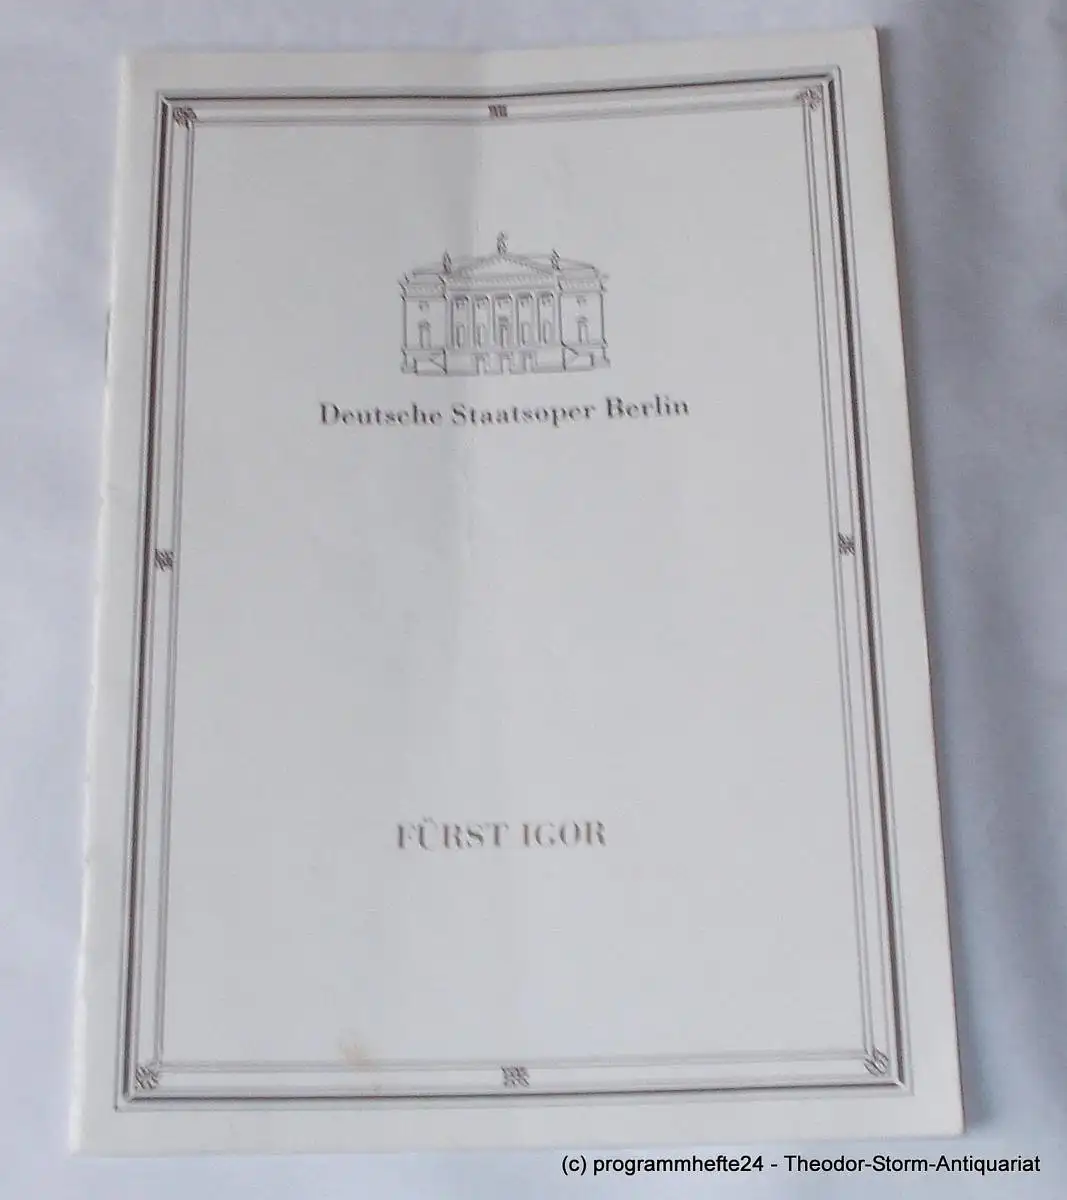 Deutsche Staatsoper Berlin
FÜRST IGOR
(c) programmhefte24 - Theodor-Storm-Antiquariat